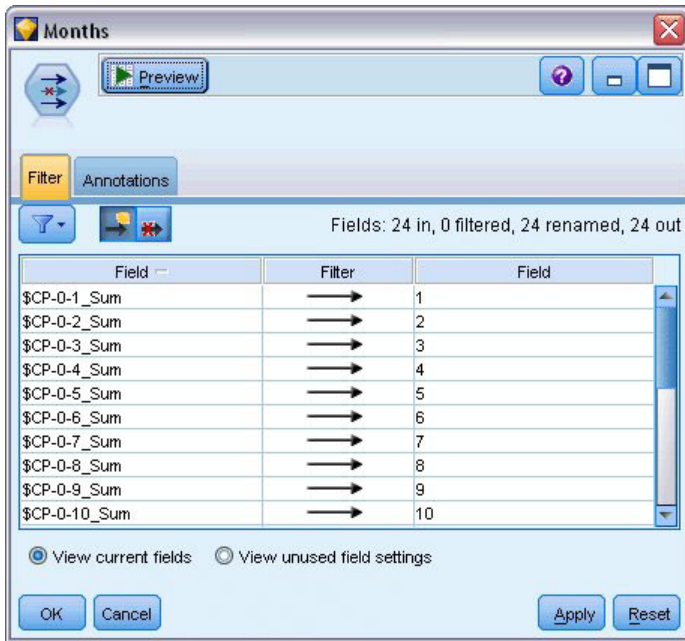 Months
Preview
Filter Annotations
Fields: 24 in, 0 filtered, 24 renamed, 24 out
Field Filter Field
$CP-0-1_Sum 1
$CP-0-2_Sum 2
$CP-0-3_Sum 3
$CP-0-4_Sum 4
$CP-0-5_Sum 5
$CP-0-6_Sum 6
$CP-0-7_Sum 7
$CP-0-8_Sum 8
$CP-0-9_Sum 9
$CP-0-10_Sum 10
View current fields View unused field settings
OK Cancel Apply Reset